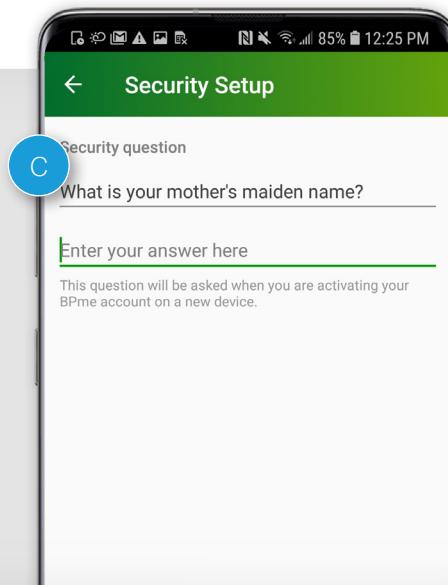 85% 12:25 PM
Security Setup
Security question
C
What is your mother's maiden name?
Enter your answer here
This question will be asked when you are activating your
BPme account on a new device.